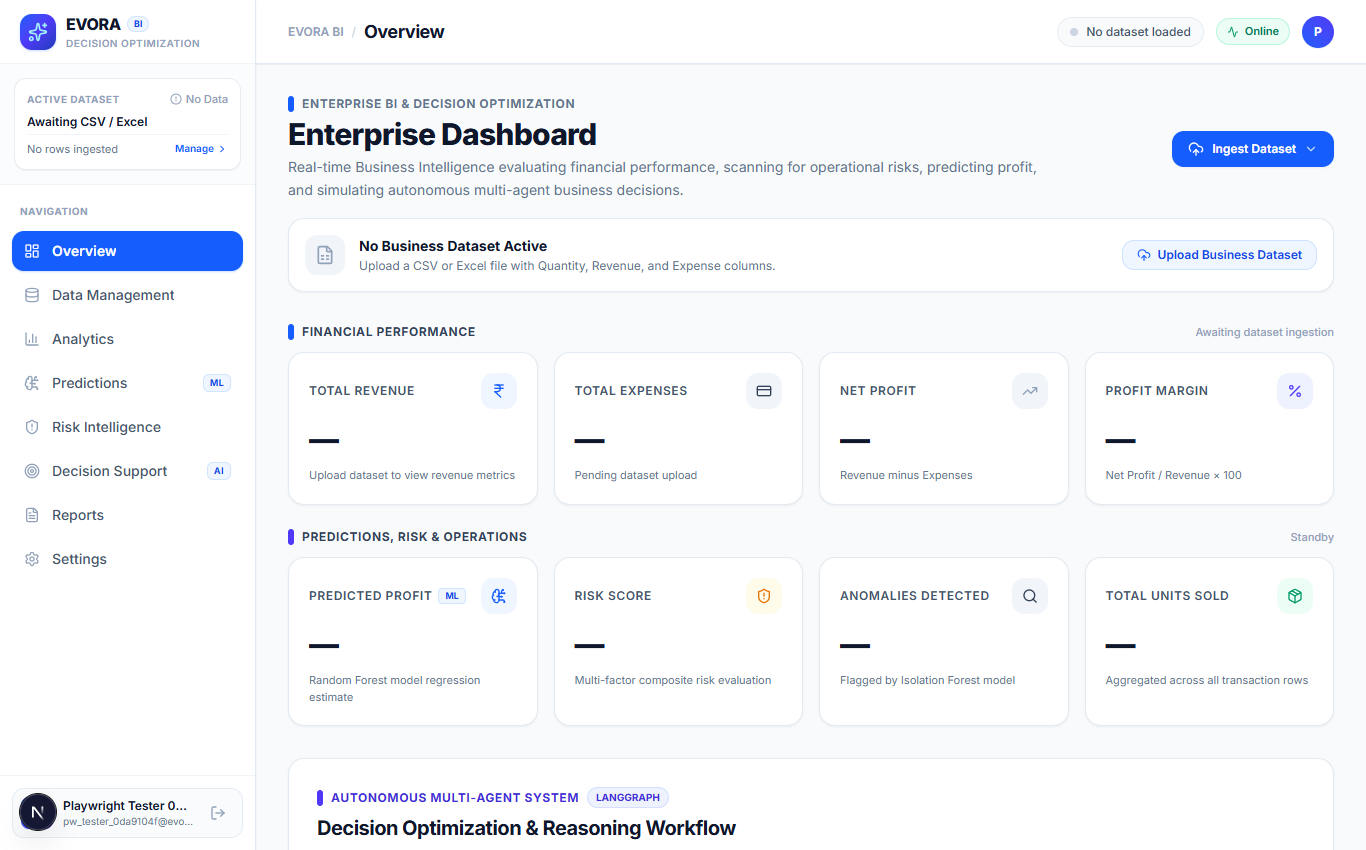 EVORA BI
DECISION OPTIMIZATION
ACTIVE DATASET No Data
Awaiting CSV / Excel
No rows ingested Manage
NAVIGATION
Overview
Data Management
Analytics
Predictions ML
Risk Intelligence
Decision Support AI
Reports
Settings
N
Playwright Tester 0...
pw_tester_0da9104f@evo...
EVORA BI / Overview
No dataset loaded
Online
P
ENTERPRISE BI & DECISION OPTIMIZATION
Enterprise Dashboard
Real-time Business Intelligence evaluating financial performance, scanning for operational risks, predicting profit,
and simulating autonomous multi-agent business decisions.
Ingest Dataset
No Business Dataset Active
Upload a CSV or Excel file with Quantity, Revenue, and Expense columns.
Upload Business Dataset
FINANCIAL PERFORMANCE
Awaiting dataset ingestion
TOTAL REVENUE ₹
—
Upload dataset to view revenue metrics
TOTAL EXPENSES
—
Pending dataset upload
NET PROFIT
—
Revenue minus Expenses
PROFIT MARGIN %
—
Net Profit / Revenue × 100
PREDICTIONS, RISK & OPERATIONS
Standby
PREDICTED PROFIT ML
—
Random Forest model regression
estimate
RISK SCORE
—
Multi-factor composite risk evaluation
ANOMALIES DETECTED
—
Flagged by Isolation Forest model
TOTAL UNITS SOLD
—
Aggregated across all transaction rows
AUTONOMOUS MULTI-AGENT SYSTEM LANGGRAPH
Decision Optimization & Reasoning Workflow